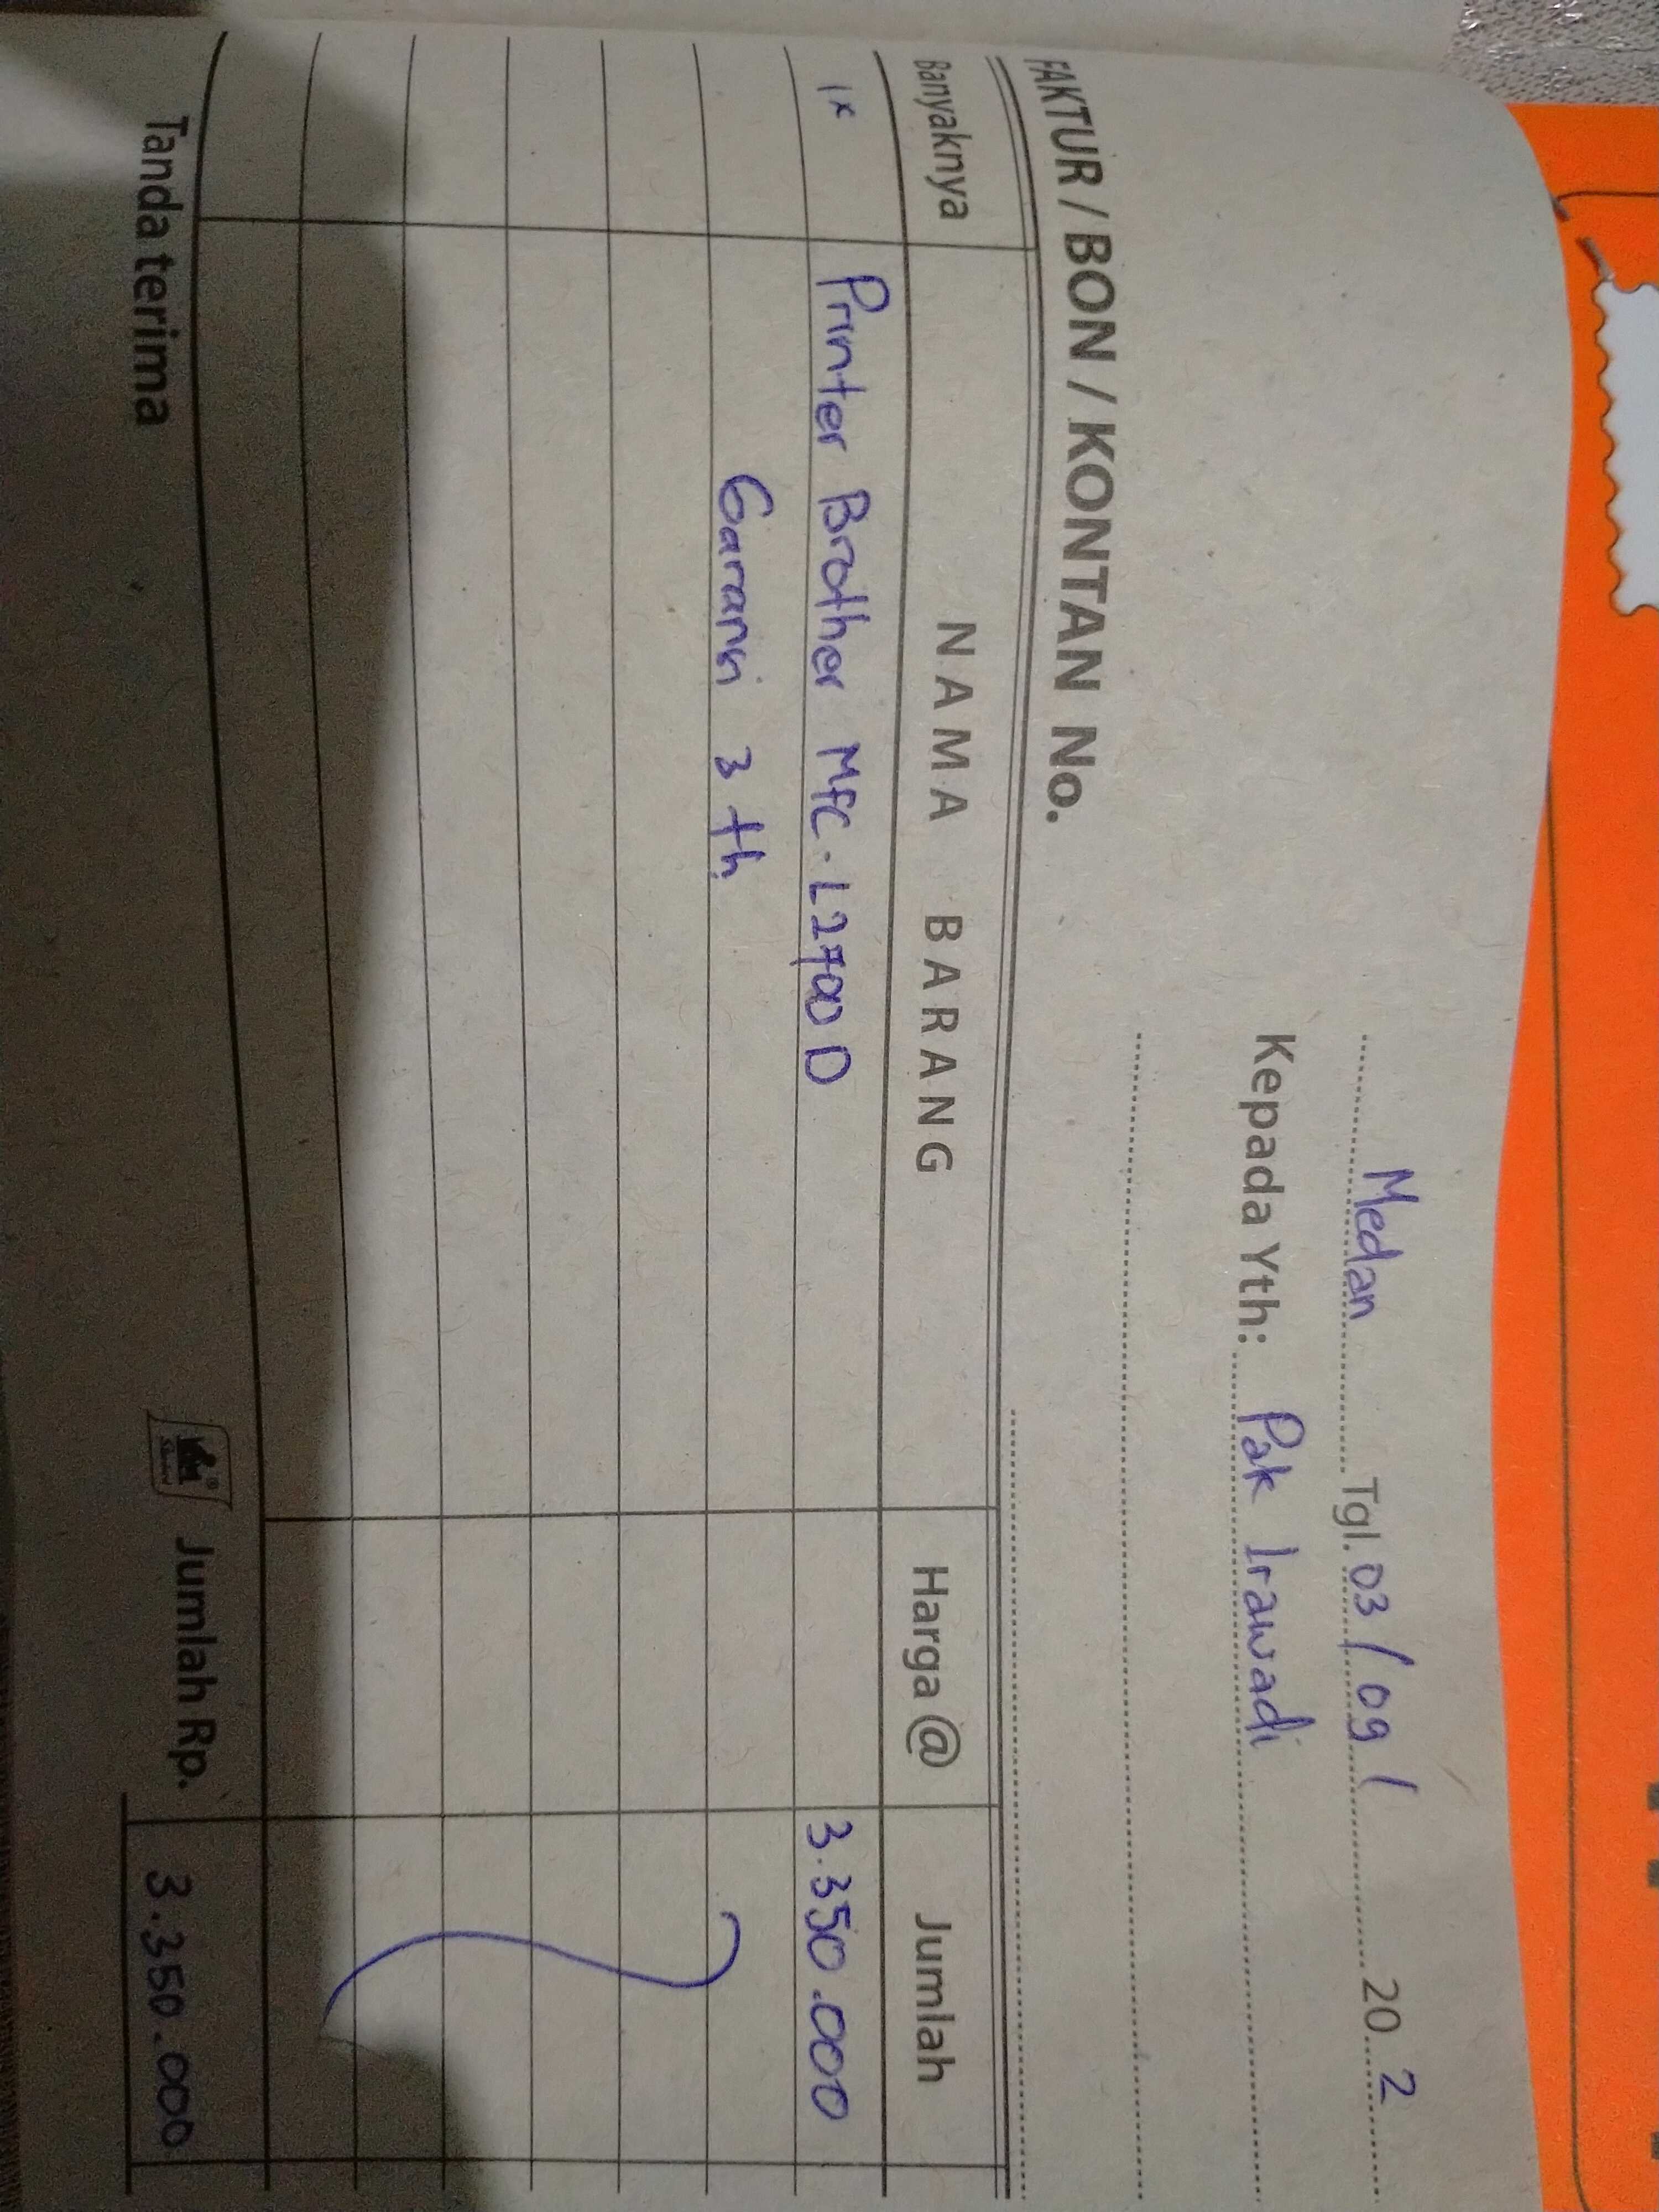 Medan Tgl. 03 / 09 / 20 2
Kepada Yth: Pak Irawadi
FAKTUR / BON / KONTAN No.
Banyaknya NAMA BARANG Harga @ Jumlah
1x Printer Brother MFC-L2700 D 3.350.000
Garansi 3 th
Tanda terima Jumlah Rp. 3.350.000